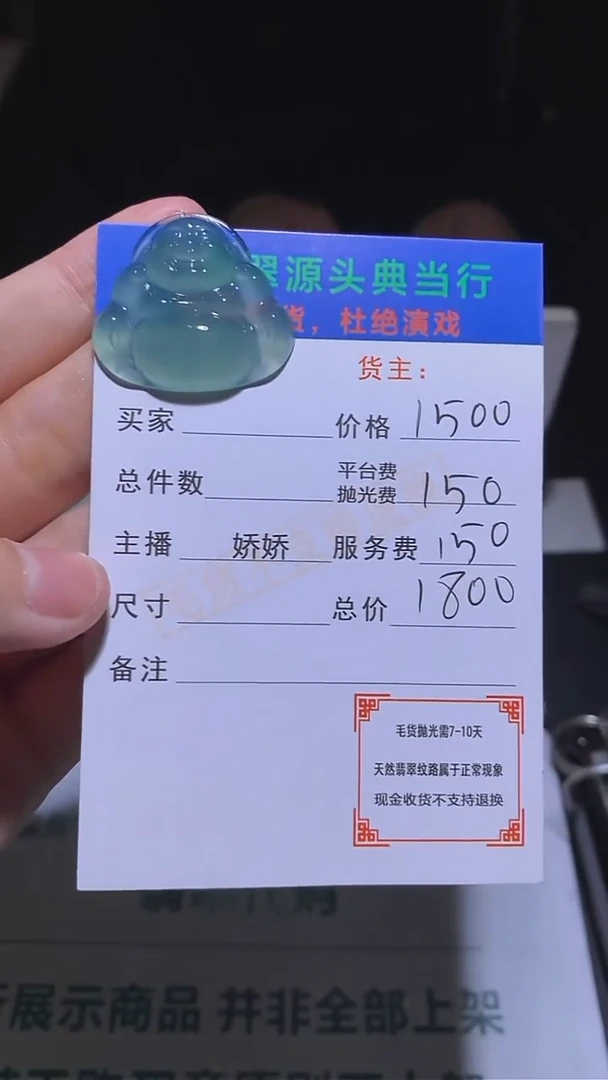 翠源头典当行
货，杜绝演戏
货主：
买家 价格 1500
总件数 平台费 抛光费 150
主播 娇娇 服务费 150
尺寸 总价 1800
备注
毛货抛光需7-10天
天然翡翠纹路属于正常现象
现金收货不支持退换
展示商品 并非全部上架